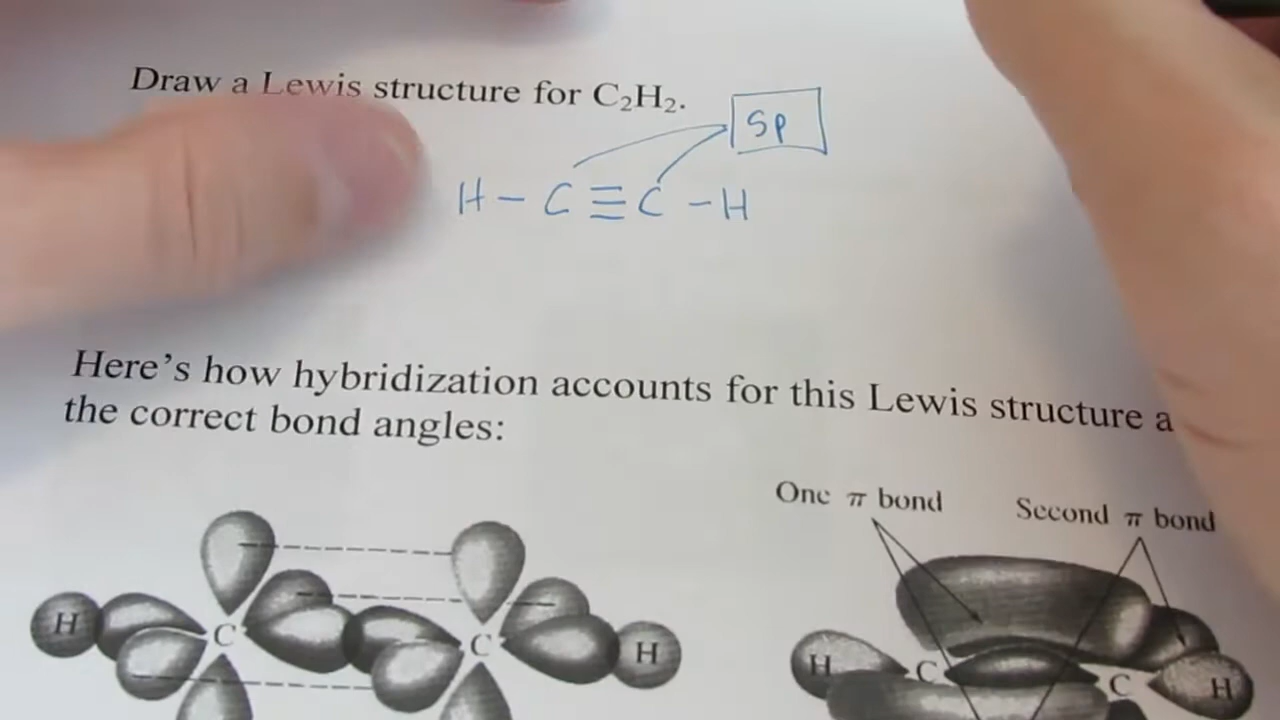 Draw a Lewis structure for C₂H₂.
Sp
H - C ≡ C - H
Here's how hybridization accounts for this Lewis structure a
the correct bond angles:
One π bond
Second π bond
H C C H
H C C H